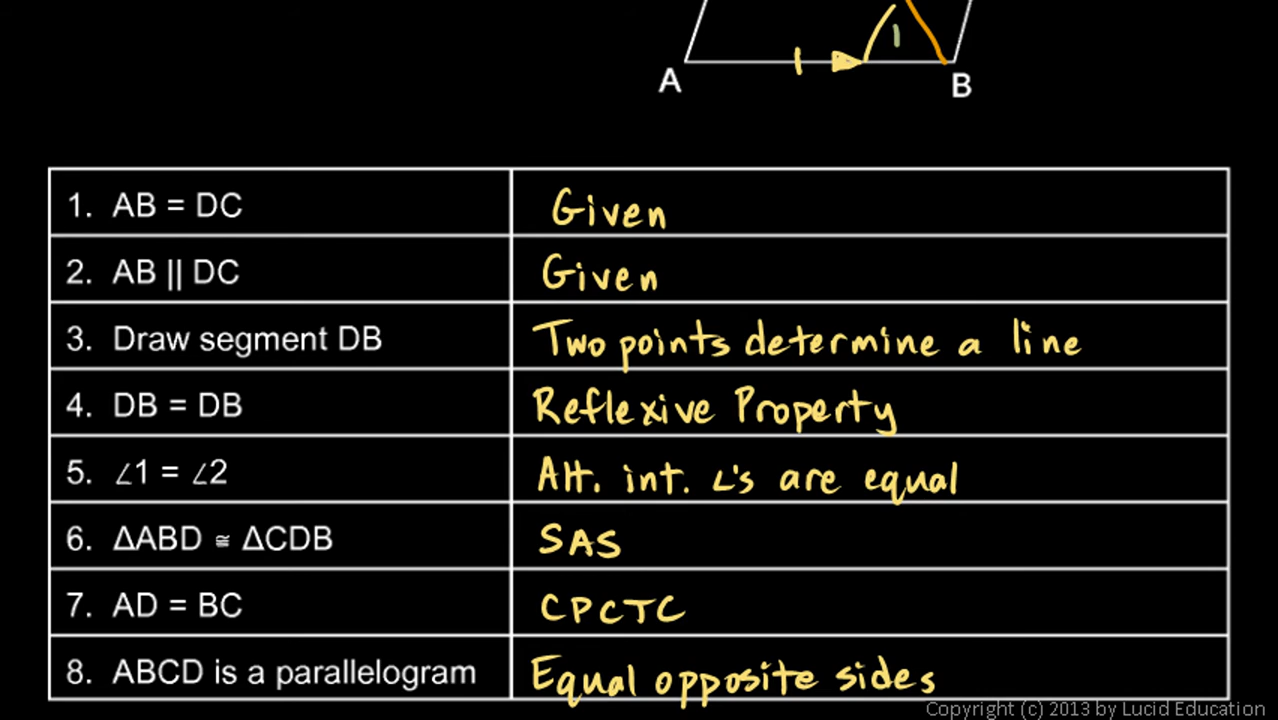 1
A
B
1. AB = DC Given
2. AB || DC Given
3. Draw segment DB Two points determine a line
4. DB = DB Reflexive Property
5. ∠1 = ∠2 Alt. int. ∠'s are equal
6. ΔABD ≅ ΔCDB SAS
7. AD = BC CPCTC
8. ABCD is a parallelogram Equal opposite sides
Copyright (c) 2013 by Lucid Education